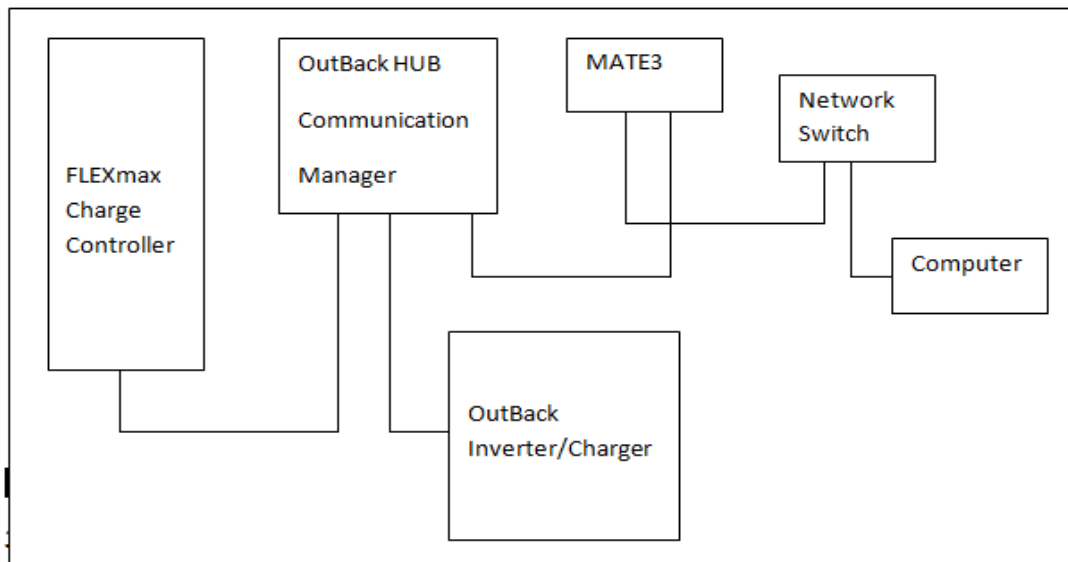 OutBack HUB
Communication
Manager
MATE3
Network
Switch
FLEXmax
Charge
Controller
Computer
OutBack
Inverter/Charger